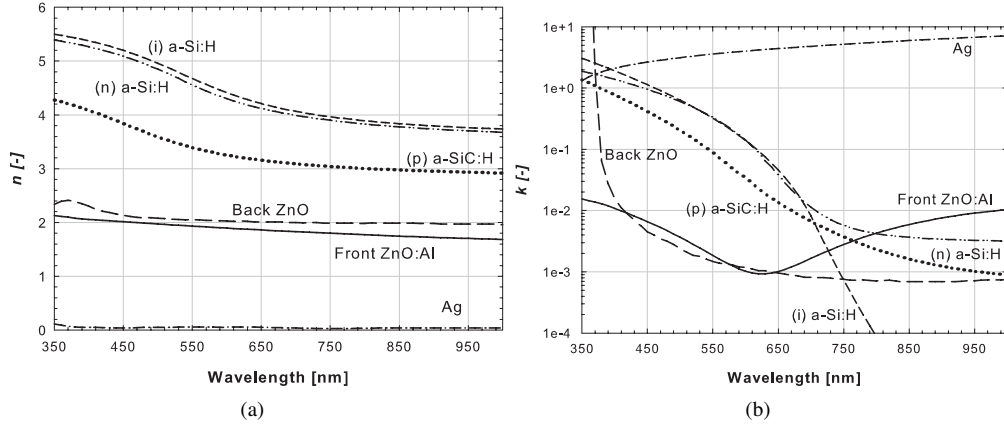 6
5
4
3
2
1
0
n [-]
(i) a-Si:H
(n) a-Si:H
(p) a-SiC:H
Back ZnO
Front ZnO:Al
Ag
350 450 550 650 750 850 950
Wavelength [nm]
(a)
1e+1
1e+0
1e-1
1e-2
1e-3
1e-4
k [-]
Ag
Back ZnO
(p) a-SiC:H
Front ZnO:Al
(n) a-Si:H
(i) a-Si:H
350 450 550 650 750 850 950
Wavelength [nm]
(b)